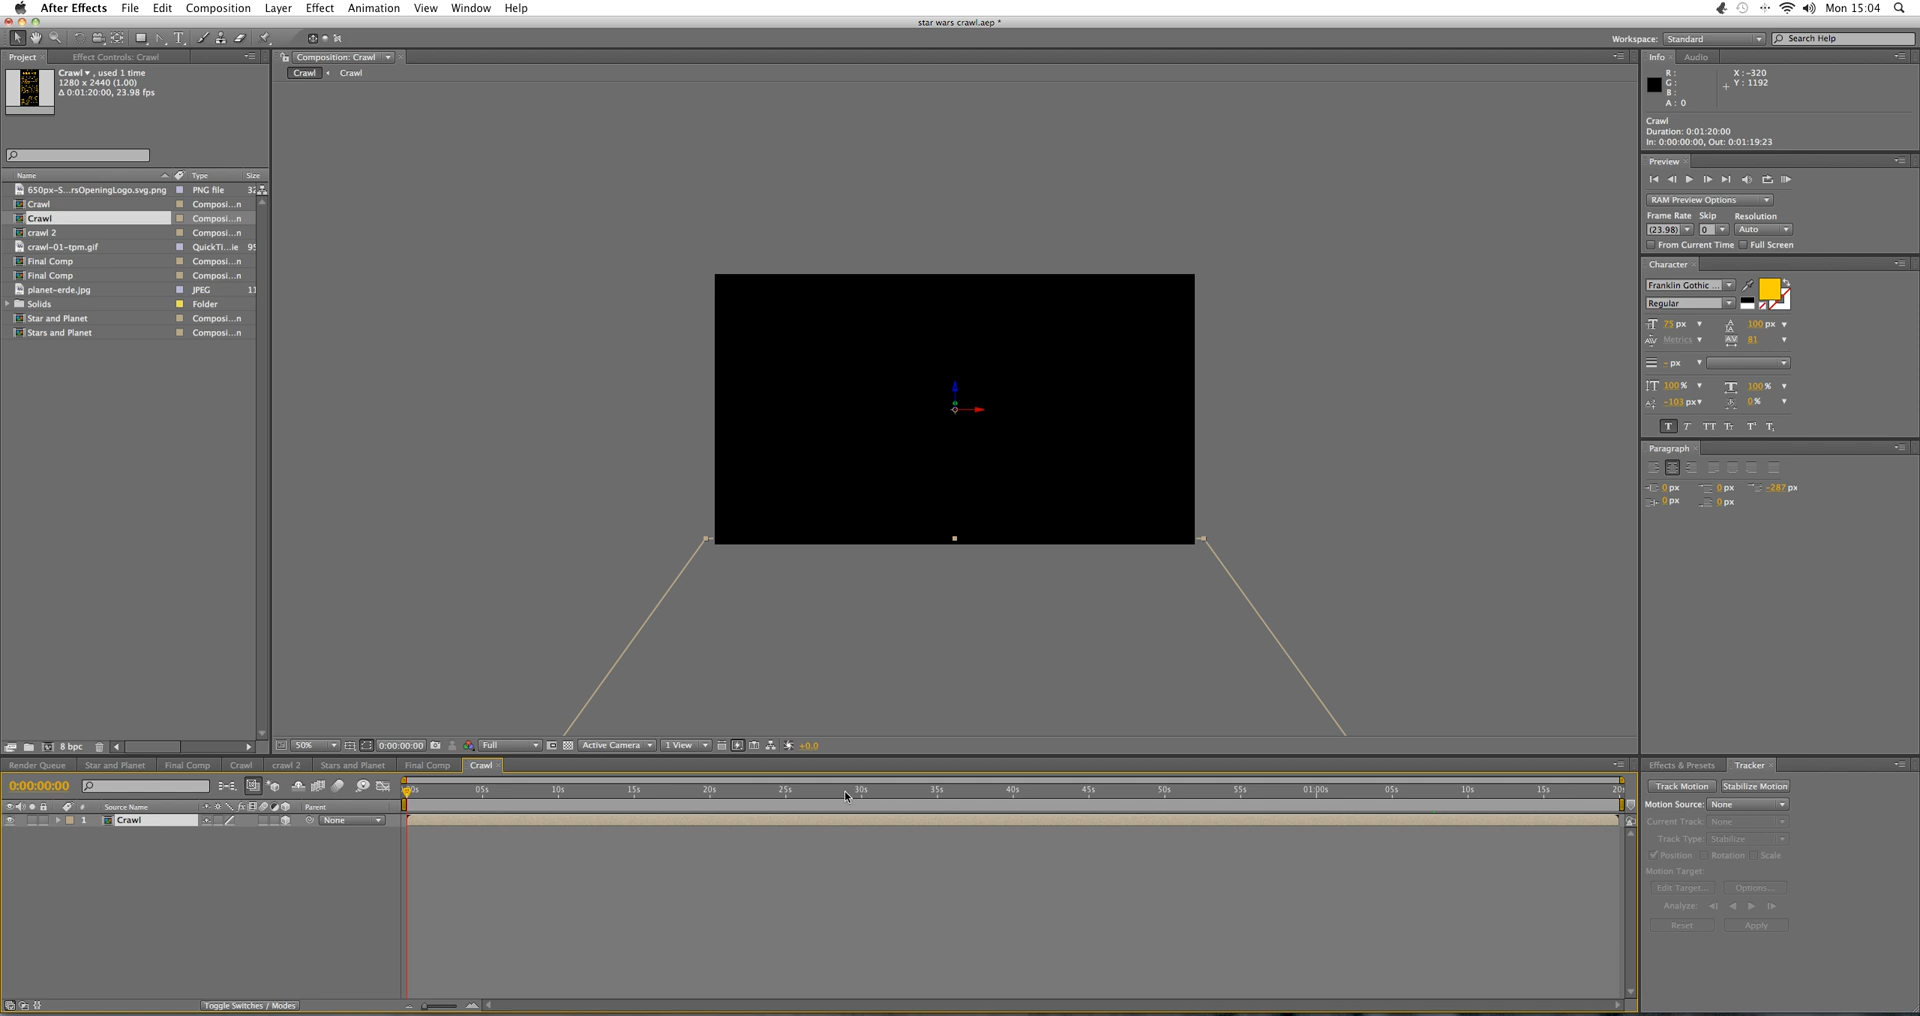 After Effects File Edit Composition Layer Effect Animation View Window Help Mon 15:04
star wars crawl.aep *
Workspace: Standard Search Help
Project Effect Controls: Crawl
Crawl , used 1 time
1280 x 2440 (1.00)
Δ 0:01:20:00, 23.98 fps
Name Type Size
650px-S...rsOpeningLogo.svg.png PNG file
Crawl Composi...n
Crawl Composi...n
crawl 2 Composi...n
crawl-01-tpm.gif QuickTi...ie
Final Comp Composi...n
Final Comp Composi...n
planet-erde.jpg JPEG
Solids Folder
Star and Planet Composi...n
Stars and Planet Composi...n
8 bpc
Composition: Crawl
Crawl Crawl
50% 0:00:00:00 Full Active Camera 1 View +0.0
Info Audio
R : X : -320
G : Y : 1192
B :
A : 0
Crawl
Duration: 0:01:20:00
In: 0:00:00:00, Out: 0:01:19:23
Preview
RAM Preview Options
Frame Rate Skip Resolution
(23.98) 0 Auto
From Current Time Full Screen
Character
Franklin Gothic ...
Regular
75 px 100 px
Metrics 81
- px
100 % 100 %
-103 px 0 %
T T TT Tt T¹ T₁
Paragraph
0 px 0 px -287 px
0 px 0 px
Render Queue Star and Planet Final Comp Crawl crawl 2 Stars and Planet Final Comp Crawl
0:00:00:00
05s 10s 15s 20s 25s 30s 35s 40s 45s 50s 55s 01:00s 05s 10s 15s
# Source Name fx Parent
1 Crawl None
Toggle Switches / Modes
Effects & Presets Tracker
Track Motion Stabilize Motion
Motion Source: None
Current Track: None
Track Type: Stabilize
Position Rotation Scale
Motion Target:
Edit Target... Options...
Analyze:
Reset Apply